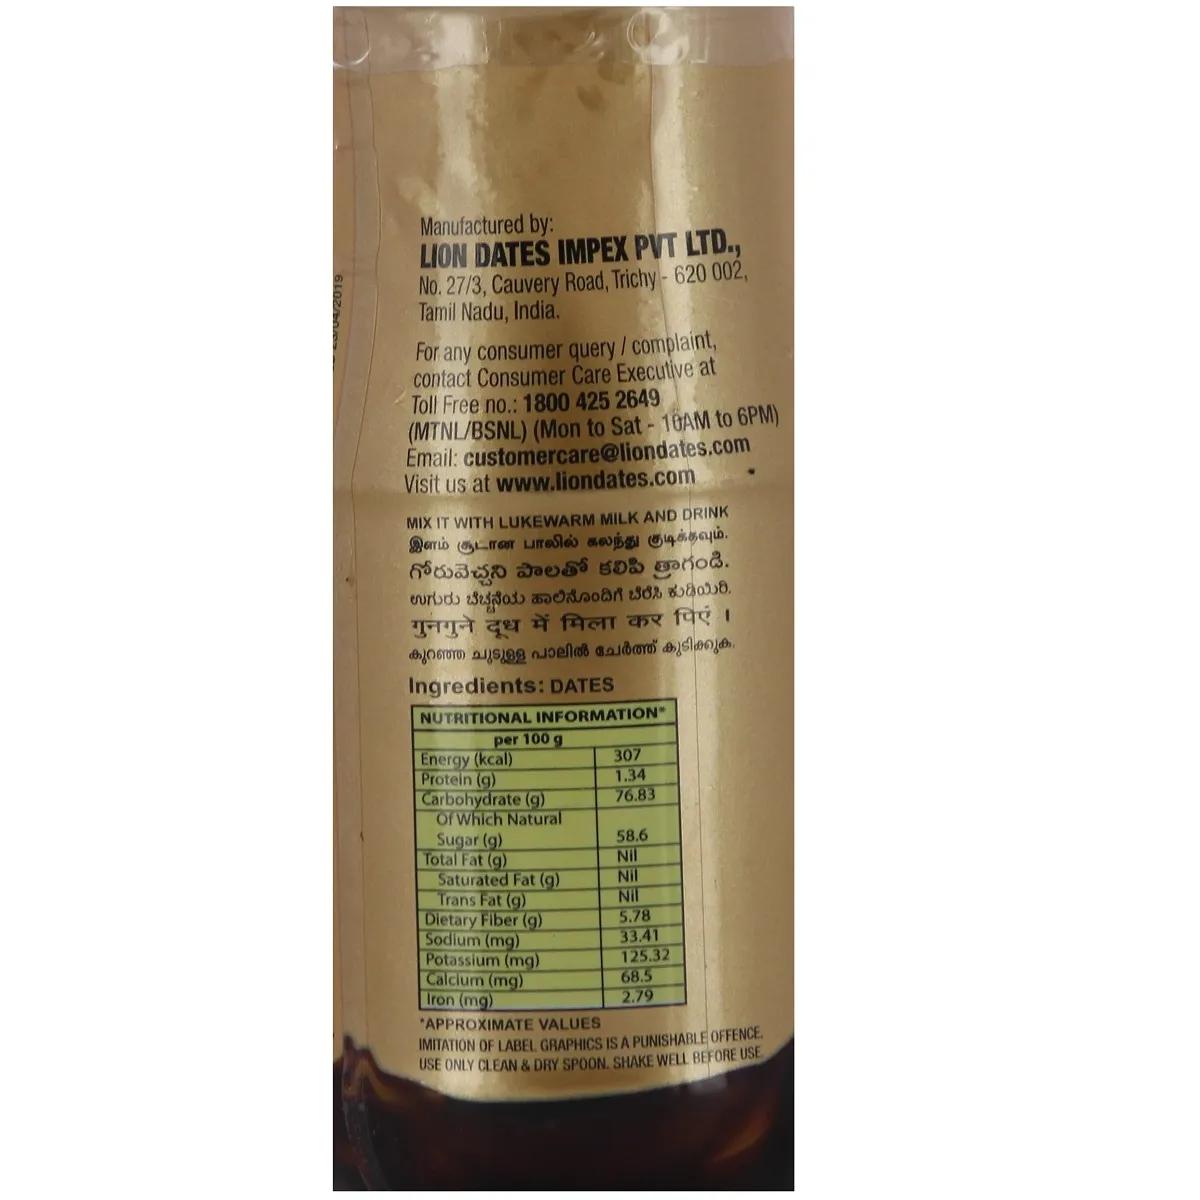 Manufactured by:
LION DATES IMPEX PVT LTD.,
No. 27/3, Cauvery Road, Trichy - 620 002,
Tamil Nadu, India.
For any consumer query / complaint,
contact Consumer Care Executive at
Toll Free no.: 1800 425 2649
(MTNL/BSNL) (Mon to Sat - 10AM to 6PM)
Email: customercare@liondates.com
Visit us at www.liondates.com
MIX IT WITH LUKEWARM MILK AND DRINK
இளம் சூடான பாலில் கலந்து குடிக்கவும்.
గోరువెచ్చని పాలతో కలిపి త్రాగండి.
ಉಗುರು ಬೆಚ್ಚನೆಯ ಹಾಲಿನೊಂದಿಗೆ ಬೆರೆಸಿ ಕುಡಿಯಿರಿ.
गुनगुने दूध में मिला कर पिएं ।
കുറഞ്ഞ ചുടുള്ള പാലിൽ ചേർത്ത് കുടിക്കുക.
Ingredients: DATES
NUTRITIONAL INFORMATION*
per 100 g
Energy (kcal) 307
Protein (g) 1.34
Carbohydrate (g) 76.83
Of Which Natural
Sugar (g) 58.6
Total Fat (g) Nil
Saturated Fat (g) Nil
Trans Fat (g) Nil
Dietary Fiber (g) 5.78
Sodium (mg) 33.41
Potassium (mg) 125.32
Calcium (mg) 68.5
Iron (mg) 2.79
*APPROXIMATE VALUES
IMITATION OF LABEL GRAPHICS IS A PUNISHABLE OFFENCE.
USE ONLY CLEAN & DRY SPOON. SHAKE WELL BEFORE USE.